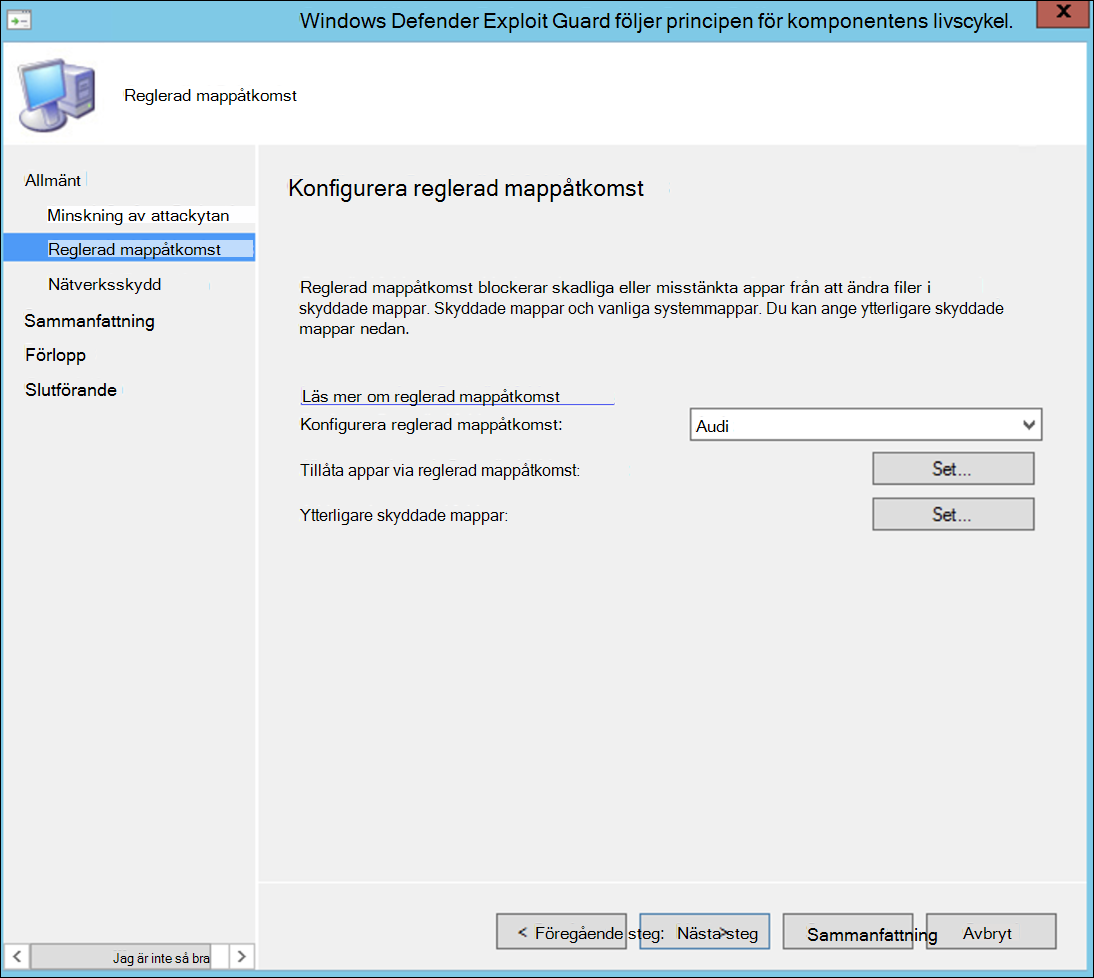 Windows Defender Exploit Guard följer principen för komponentens livscykel.
Reglerad mappåtkomst
Allmänt
Minskning av attackytan
Reglerad mappåtkomst
Nätverksskydd
Sammanfattning
Förlopp
Slutförande
Konfigurera reglerad mappåtkomst
Reglerad mappåtkomst blockerar skadliga eller misstänkta appar från att ändra filer i
skyddade mappar. Skyddade mappar och vanliga systemmappar. Du kan ange ytterligare skyddade
mappar nedan.
Läs mer om reglerad mappåtkomst
Konfigurera reglerad mappåtkomst:
Audi
Tillåta appar via reglerad mappåtkomst:
Set...
Ytterligare skyddade mappar:
Set...
< Föregående steg:
Nästa steg >
Sammanfattning
Avbryt
Jag är inte så bra